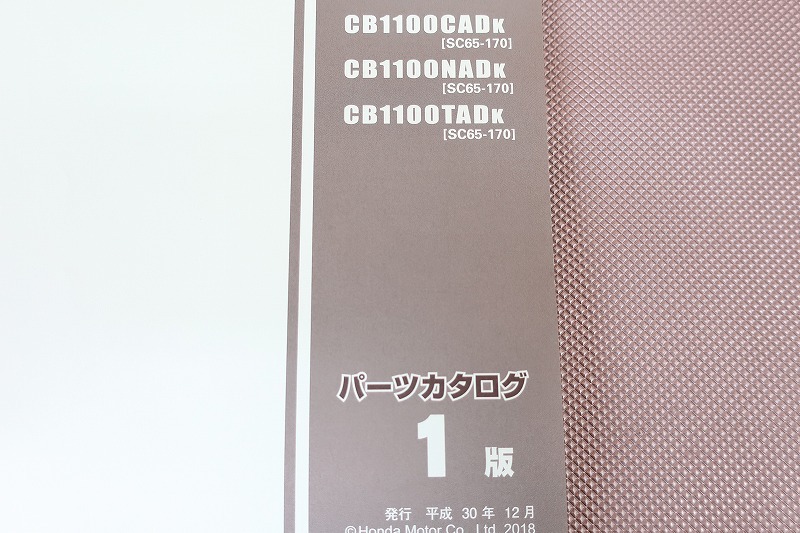 CB1100CADK
[SC65-170]
CB1100NADK
[SC65-170]
CB1100TADK
[SC65-170]
パーツカタログ
1 版
発行 平成 30 年 12 月
©Honda Motor Co., Ltd. 2018